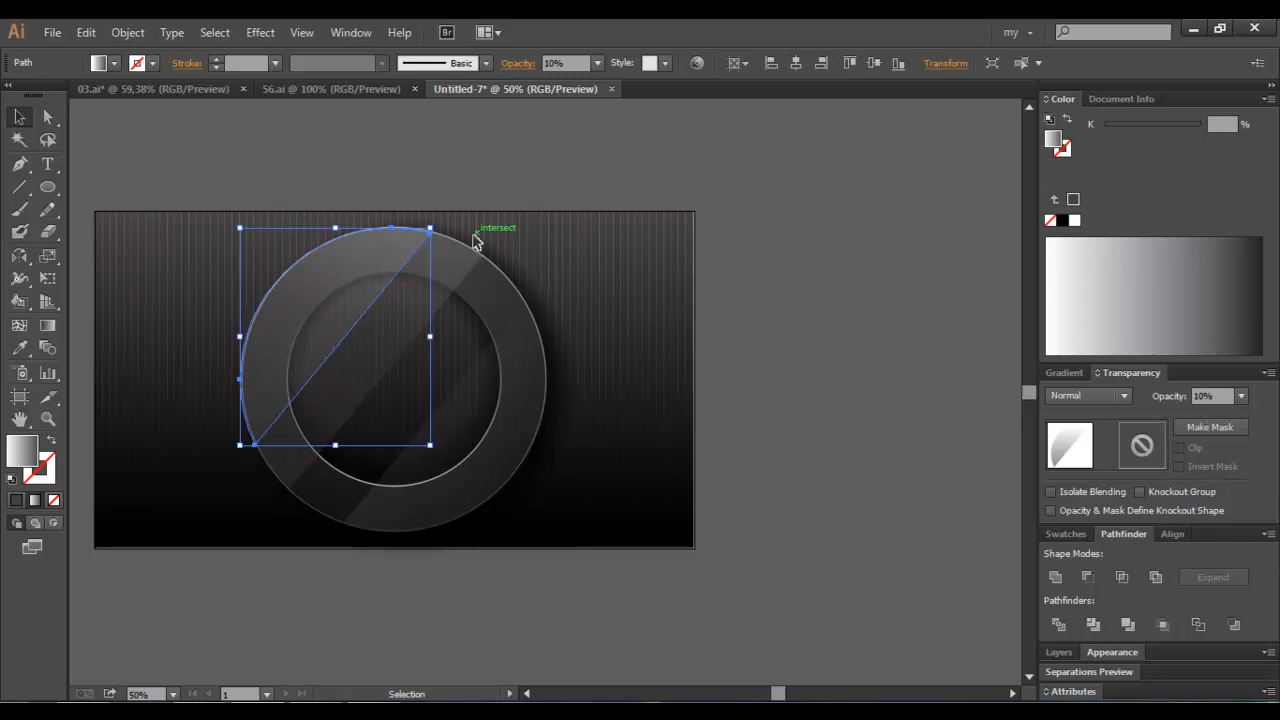 Ai File Edit Object Type Select Effect View Window Help Br my
Path Stroke: Basic Opacity: 10% Style: Transform
03.ai* @ 59,38% (RGB/Preview) × 56.ai @ 100% (RGB/Preview) × Untitled-7* @ 50% (RGB/Preview) ×
Color Document Info
K %
T
intersect
Gradient Transparency
Normal Opacity: 10%
Make Mask
Clip
Invert Mask
Isolate Blending Knockout Group
Opacity & Mask Define Knockout Shape
Swatches Pathfinder Align
Shape Modes:
Expand
Pathfinders:
Layers Appearance
Separations Preview
Attributes
50% 1 Selection